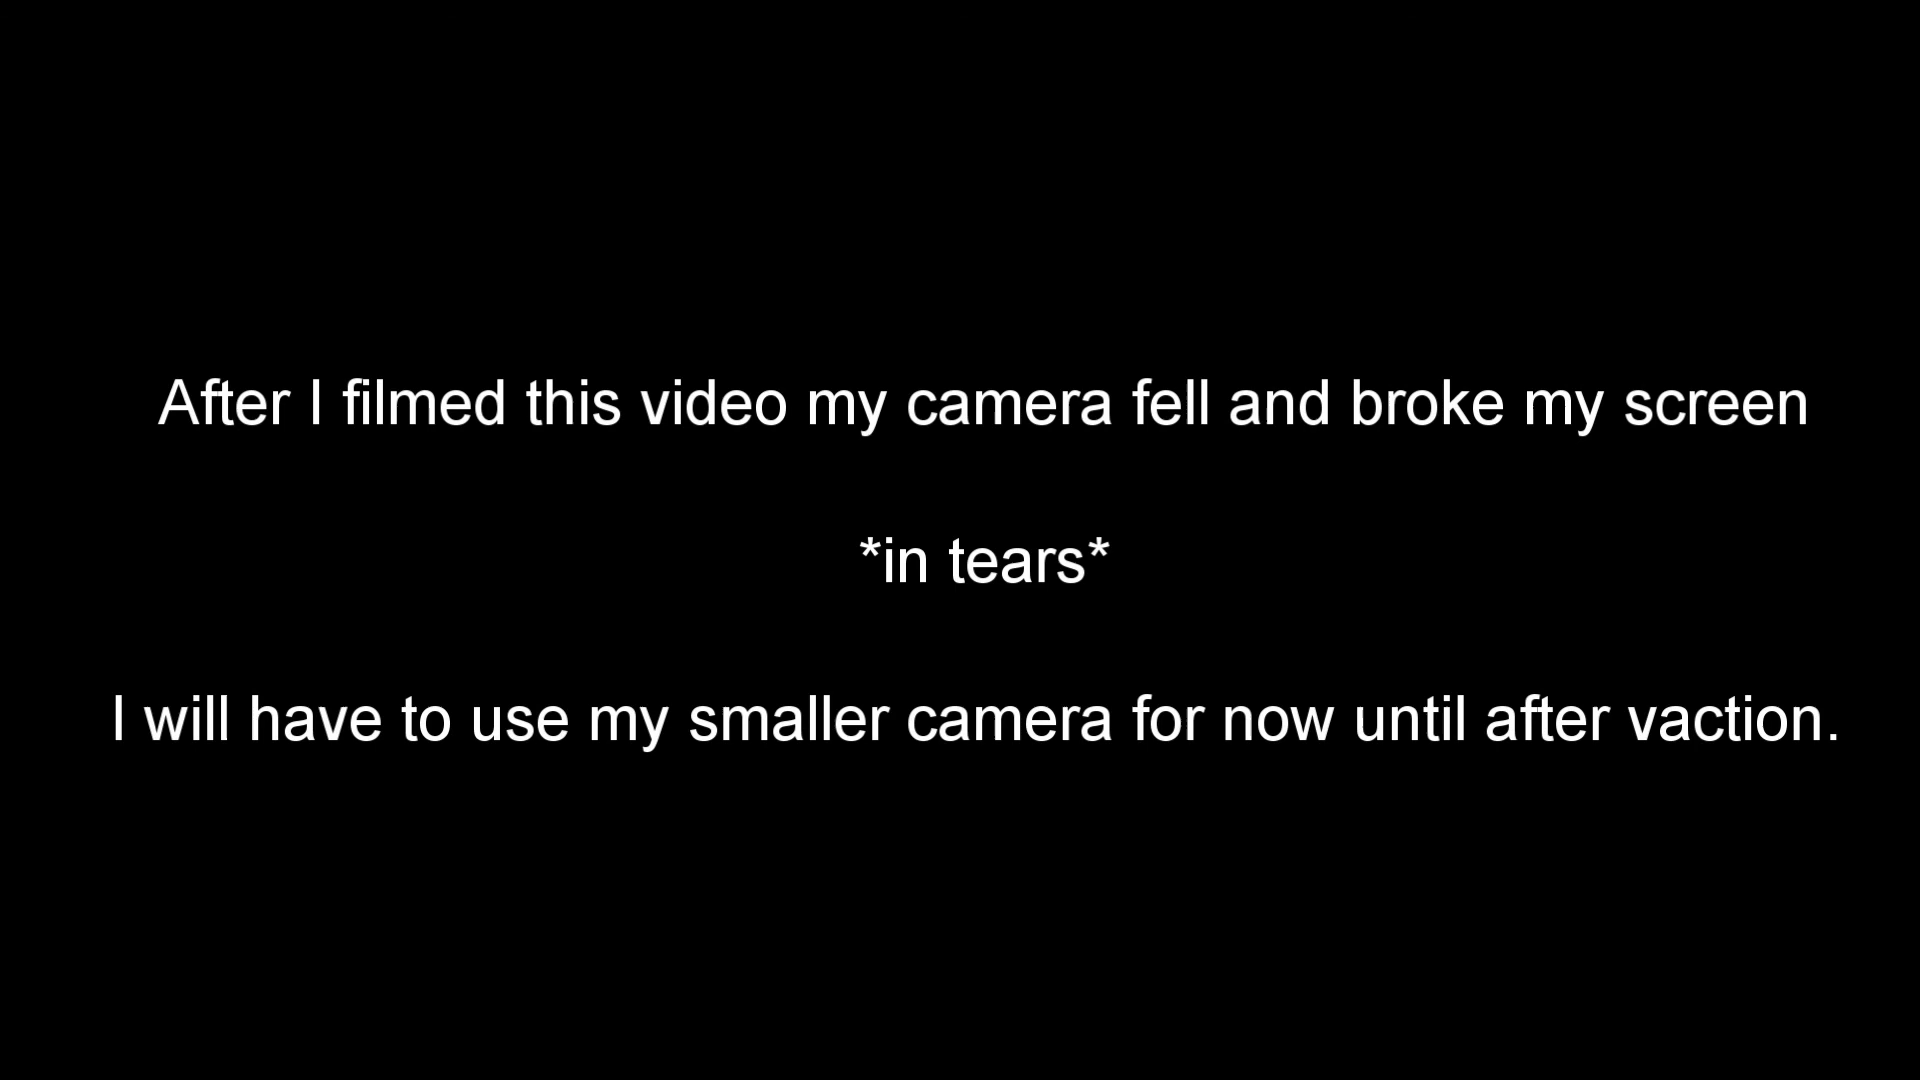 After I filmed this video my camera fell and broke my screen
*in tears*
I will have to use my smaller camera for now until after vaction.